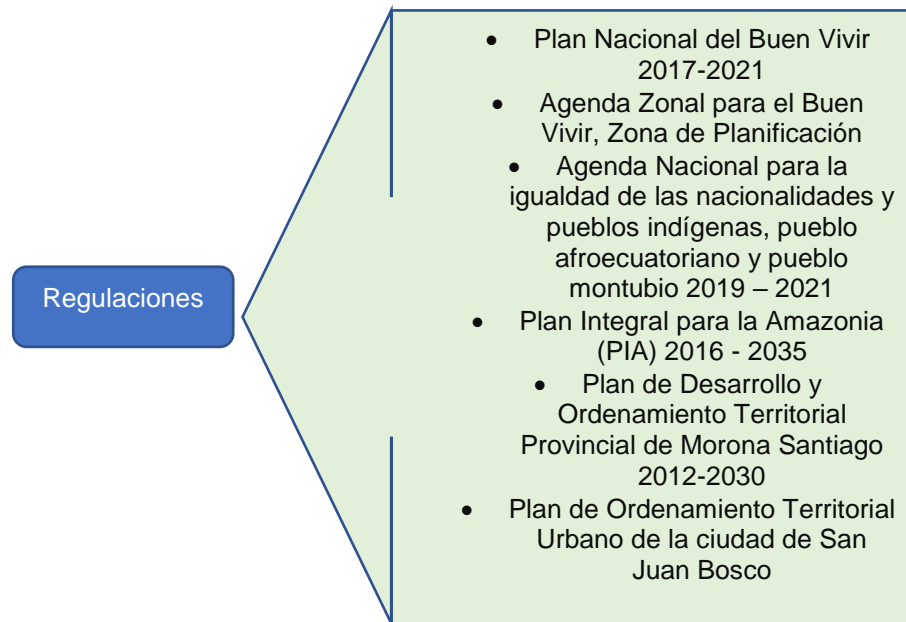 Regulaciones
• Plan Nacional del Buen Vivir
2017-2021
• Agenda Zonal para el Buen
Vivir, Zona de Planificación
• Agenda Nacional para la
igualdad de las nacionalidades y
pueblos indígenas, pueblo
afroecuatoriano y pueblo
montubio 2019 – 2021
• Plan Integral para la Amazonia
(PIA) 2016 - 2035
• Plan de Desarrollo y
Ordenamiento Territorial
Provincial de Morona Santiago
2012-2030
• Plan de Ordenamiento Territorial
Urbano de la ciudad de San
Juan Bosco